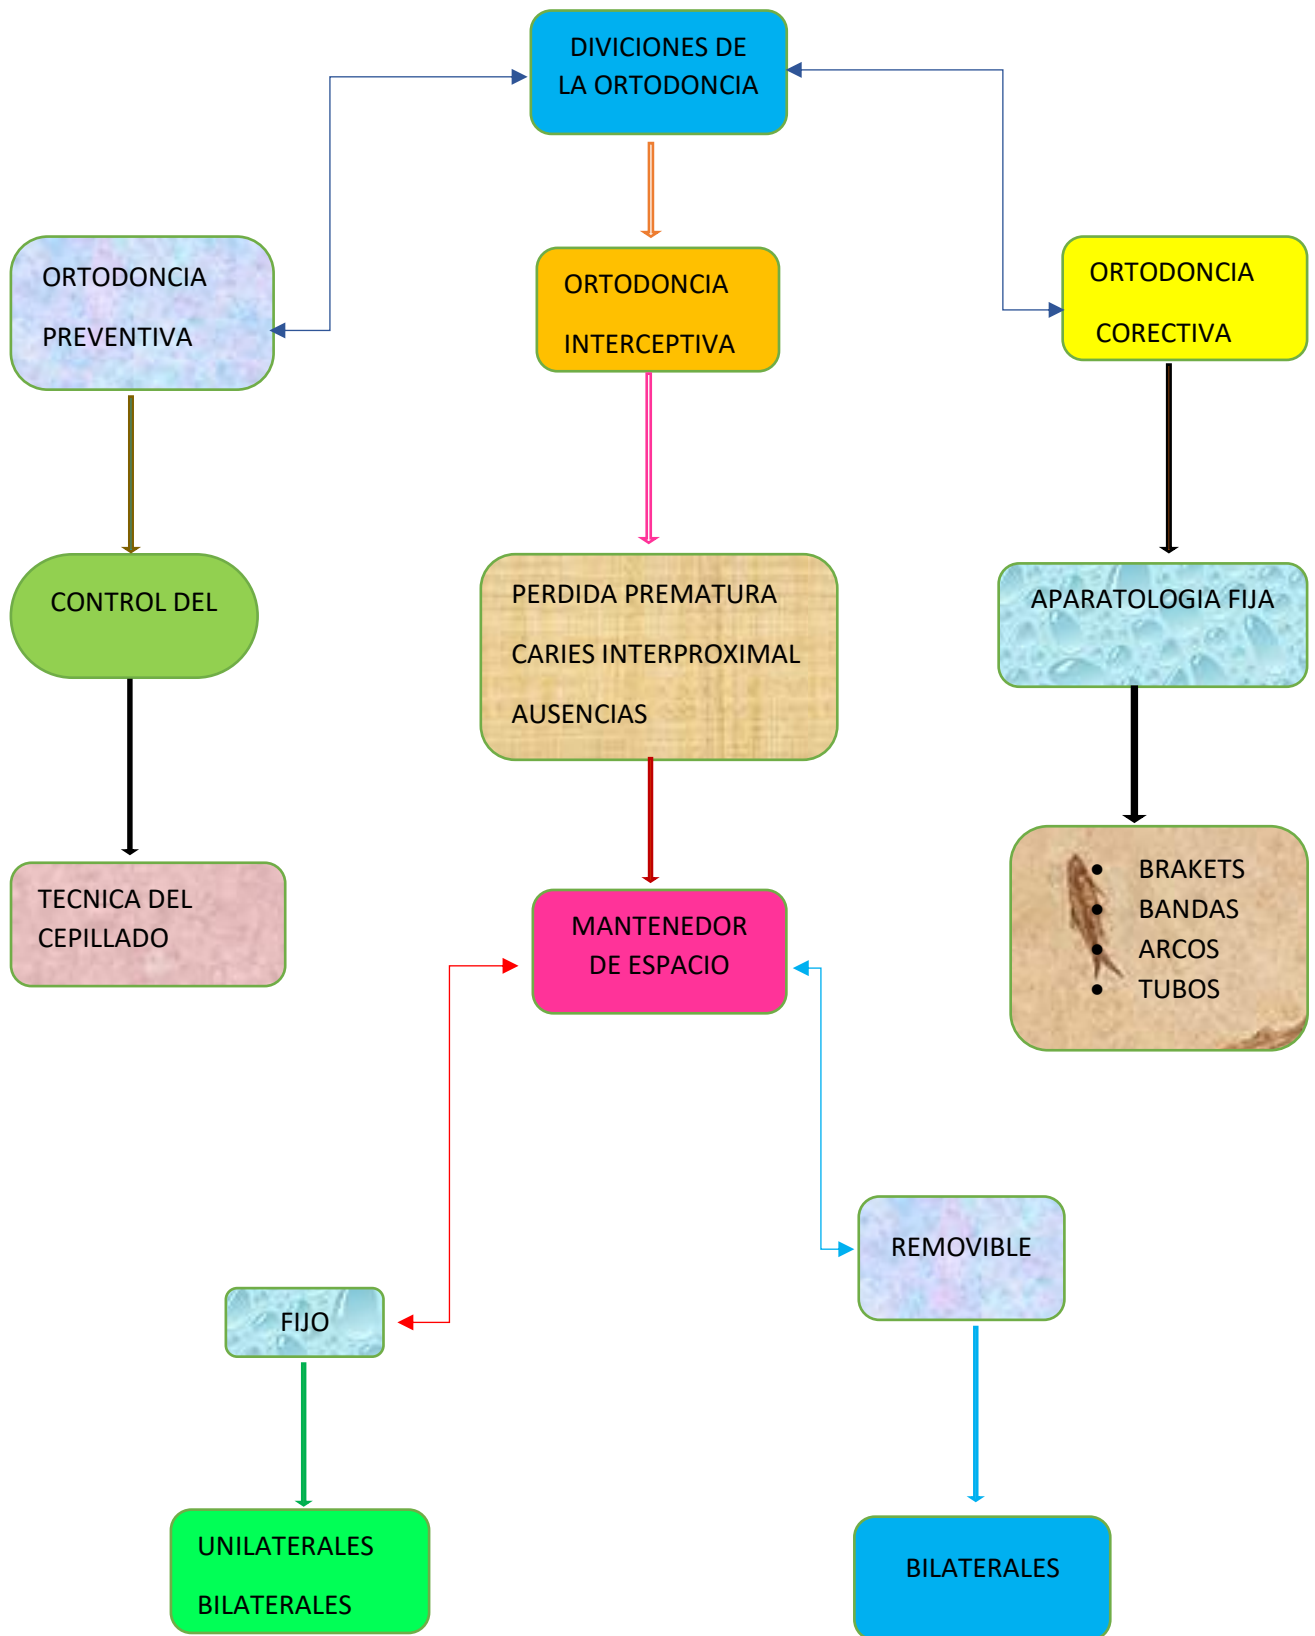 DIVICIONES DE
LA ORTODONCIA
ORTODONCIA
PREVENTIVA
ORTODONCIA
INTERCEPTIVA
ORTODONCIA
CORECTIVA
CONTROL DEL
PERDIDA PREMATURA
CARIES INTERPROXIMAL
AUSENCIAS
APARATOLOGIA FIJA
TECNICA DEL
CEPILLADO
MANTENEDOR
DE ESPACIO
• BRAKETS
• BANDAS
• ARCOS
• TUBOS
REMOVIBLE
FIJO
UNILATERALES
BILATERALES
BILATERALES